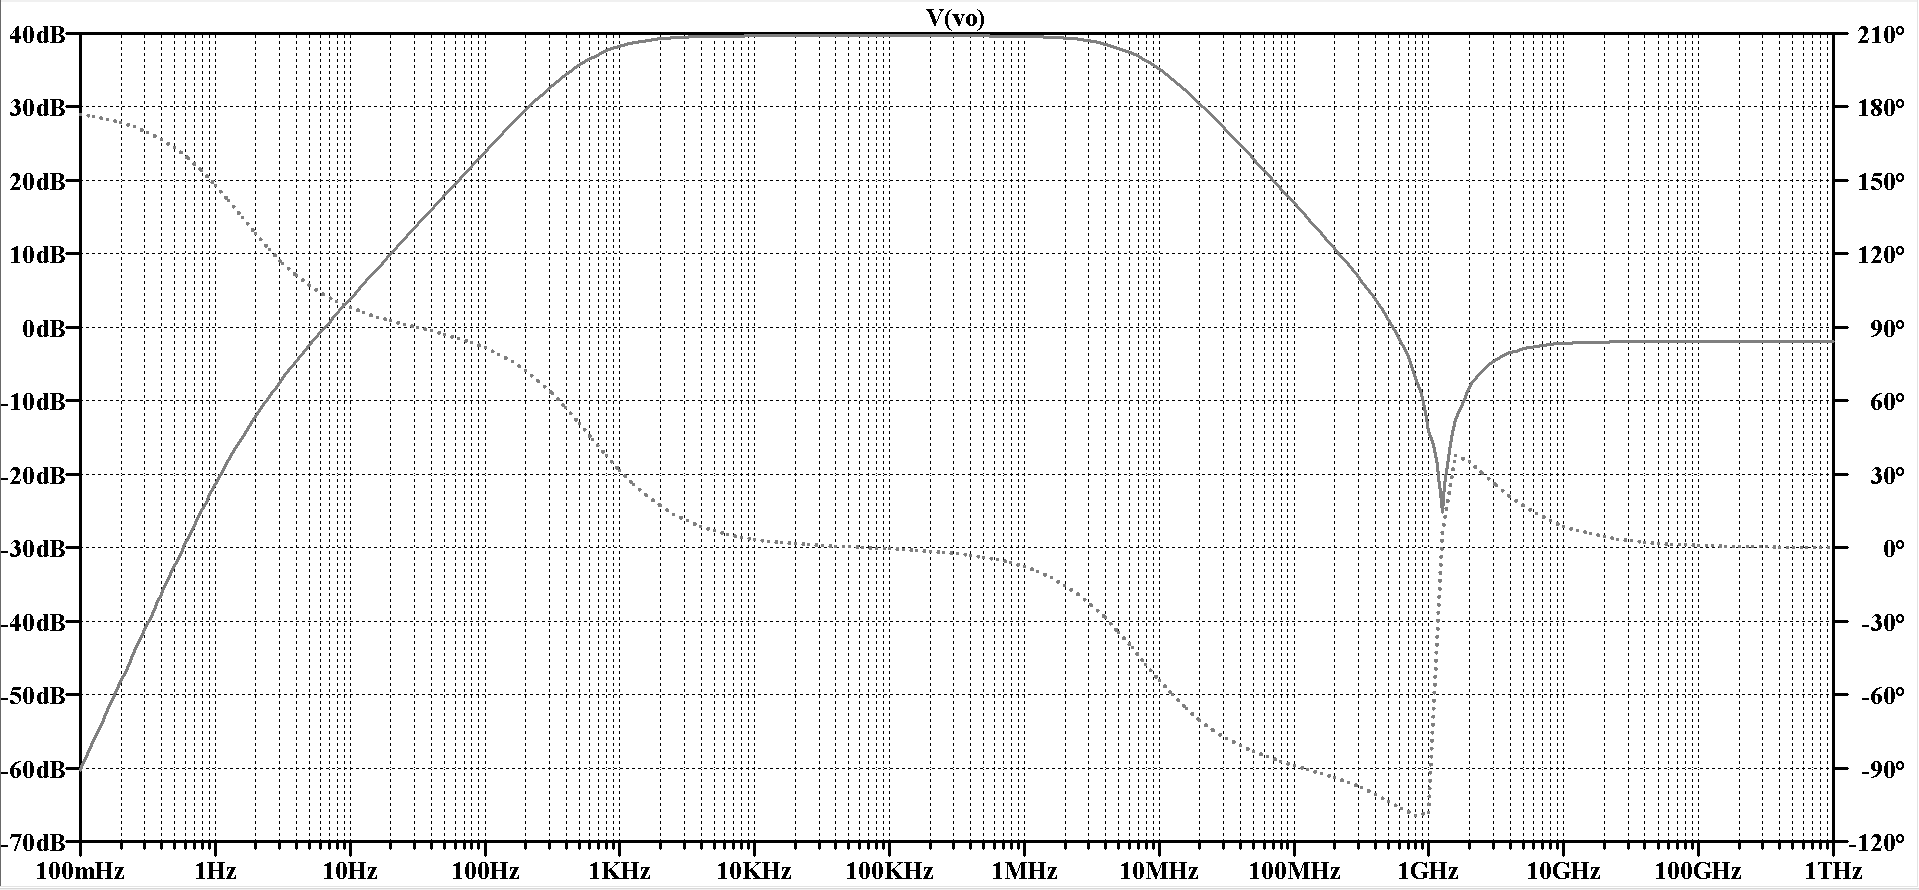 V(vo)
40dB 210°
30dB 180°
20dB 150°
10dB 120°
0dB 90°
-10dB 60°
-20dB 30°
-30dB 0°
-40dB -30°
-50dB -60°
-60dB -90°
-70dB -120°
100mHz 1Hz 10Hz 100Hz 1KHz 10KHz 100KHz 1MHz 10MHz 100MHz 1GHz 10GHz 100GHz 1THz